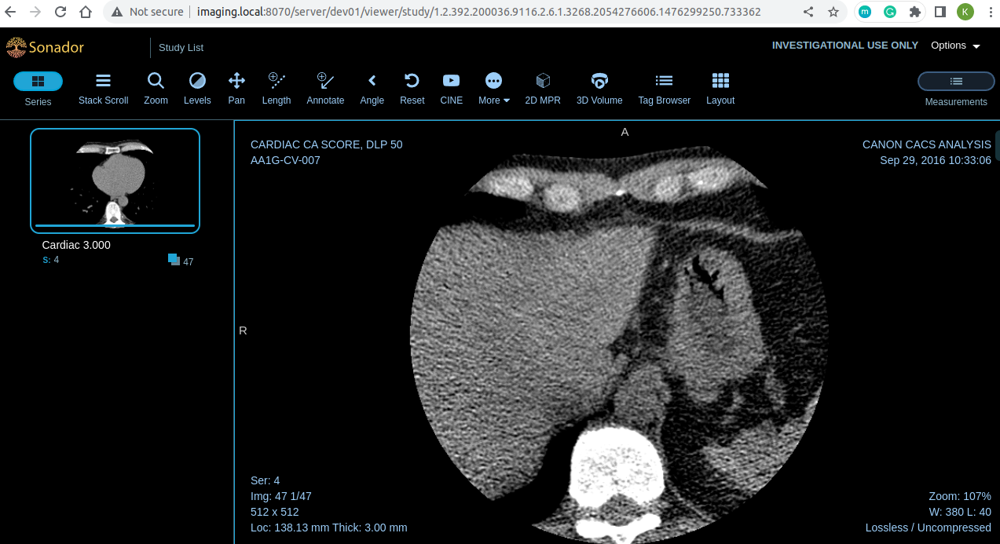 Not secure
imaging.local:8070/server/dev01/viewer/study/1.2.392.200036.9116.2.6.1.3268.2054276606.1476299250.733362
m
G
K
Sonador
Study List
INVESTIGATIONAL USE ONLY
Options
Series
Stack Scroll
Zoom
Levels
Pan
Length
Annotate
Angle
Reset
CINE
More
2D MPR
3D Volume
Tag Browser
Layout
Measurements
Cardiac 3.000
S: 4
47
A
CARDIAC CA SCORE, DLP 50
AA1G-CV-007
CANON CACS ANALYSIS
Sep 29, 2016 10:33:06
R
Ser: 4
Img: 47 1/47
512 x 512
Loc: 138.13 mm Thick: 3.00 mm
Zoom: 107%
W: 380 L: 40
Lossless / Uncompressed